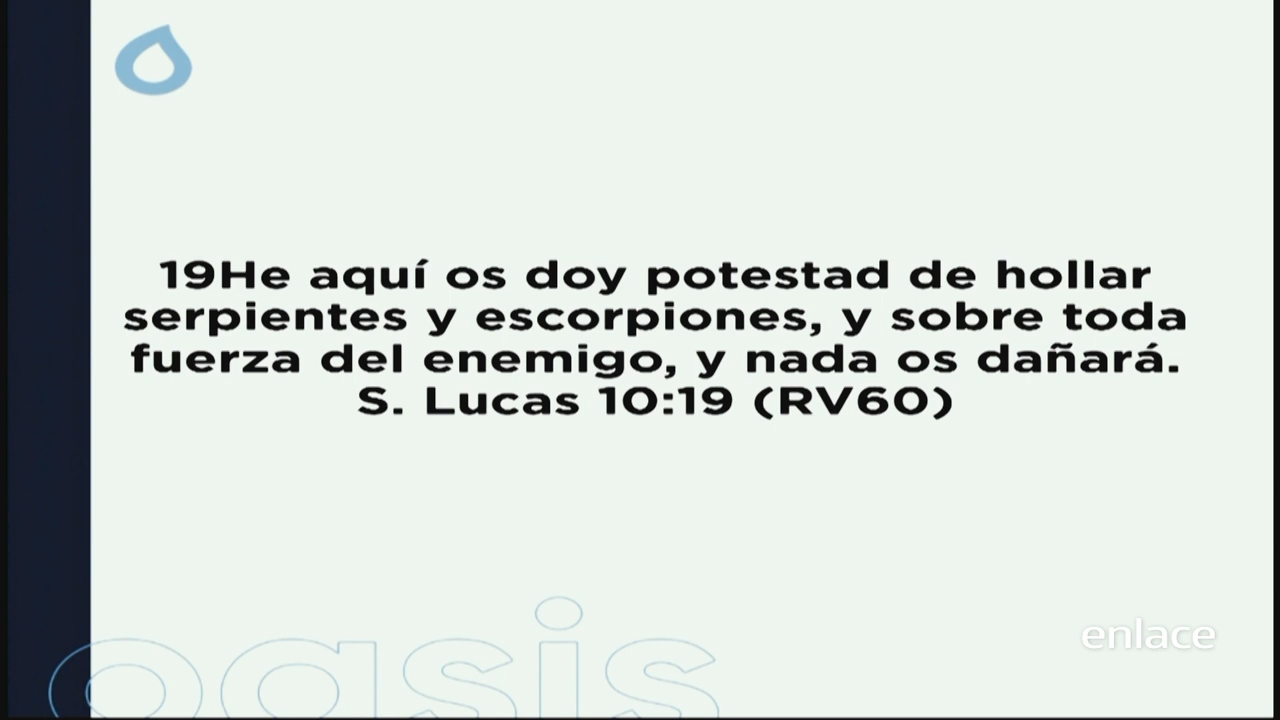 19He aquí os doy potestad de hollar
serpientes y escorpiones, y sobre toda
fuerza del enemigo, y nada os dañará.
S. Lucas 10:19 (RV60)
enlace
oasis